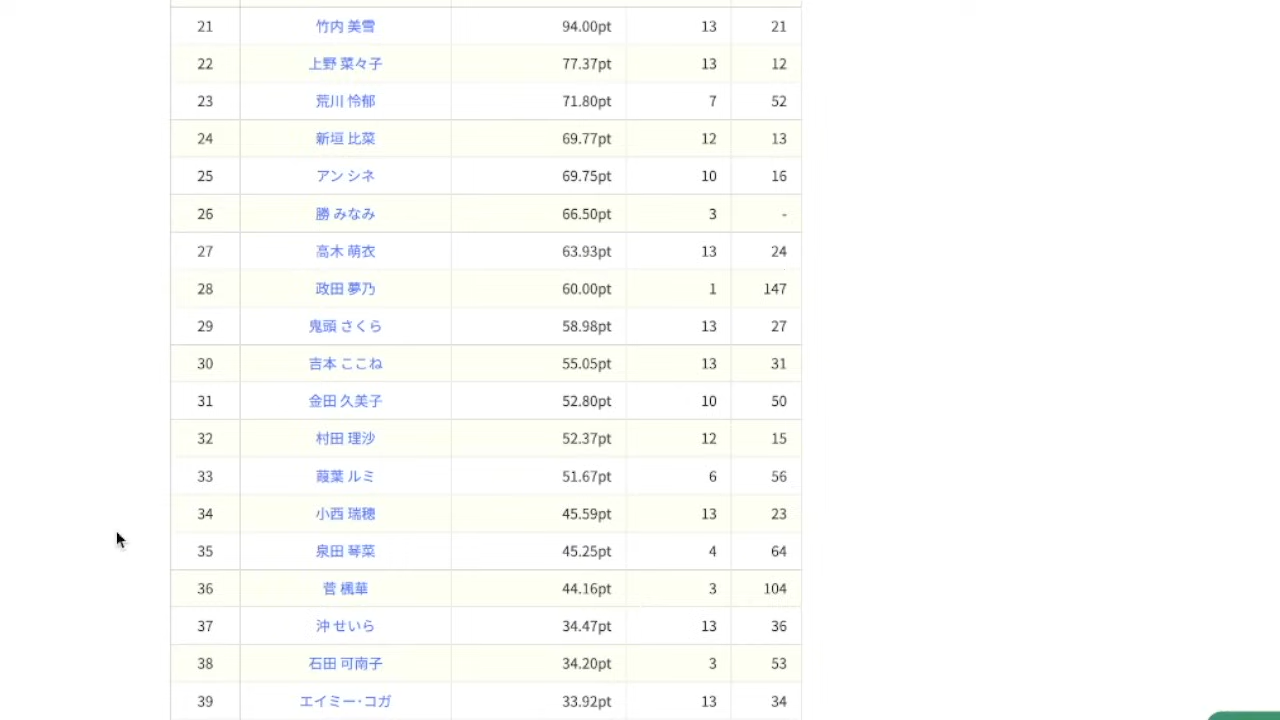 21 竹内 美雪 94.00pt 13 21
22 上野 菜々子 77.37pt 13 12
23 荒川 怜郁 71.80pt 7 52
24 新垣 比菜 69.77pt 12 13
25 アン シネ 69.75pt 10 16
26 勝 みなみ 66.50pt 3 -
27 高木 萌衣 63.93pt 13 24
28 政田 夢乃 60.00pt 1 147
29 鬼頭 さくら 58.98pt 13 27
30 吉本 ここね 55.05pt 13 31
31 金田 久美子 52.80pt 10 50
32 村田 理沙 52.37pt 12 15
33 葭葉 ルミ 51.67pt 6 56
34 小西 瑞穂 45.59pt 13 23
35 泉田 琴菜 45.25pt 4 64
36 菅 楓華 44.16pt 3 104
37 沖 せいら 34.47pt 13 36
38 石田 可南子 34.20pt 3 53
39 エイミー・コガ 33.92pt 13 34